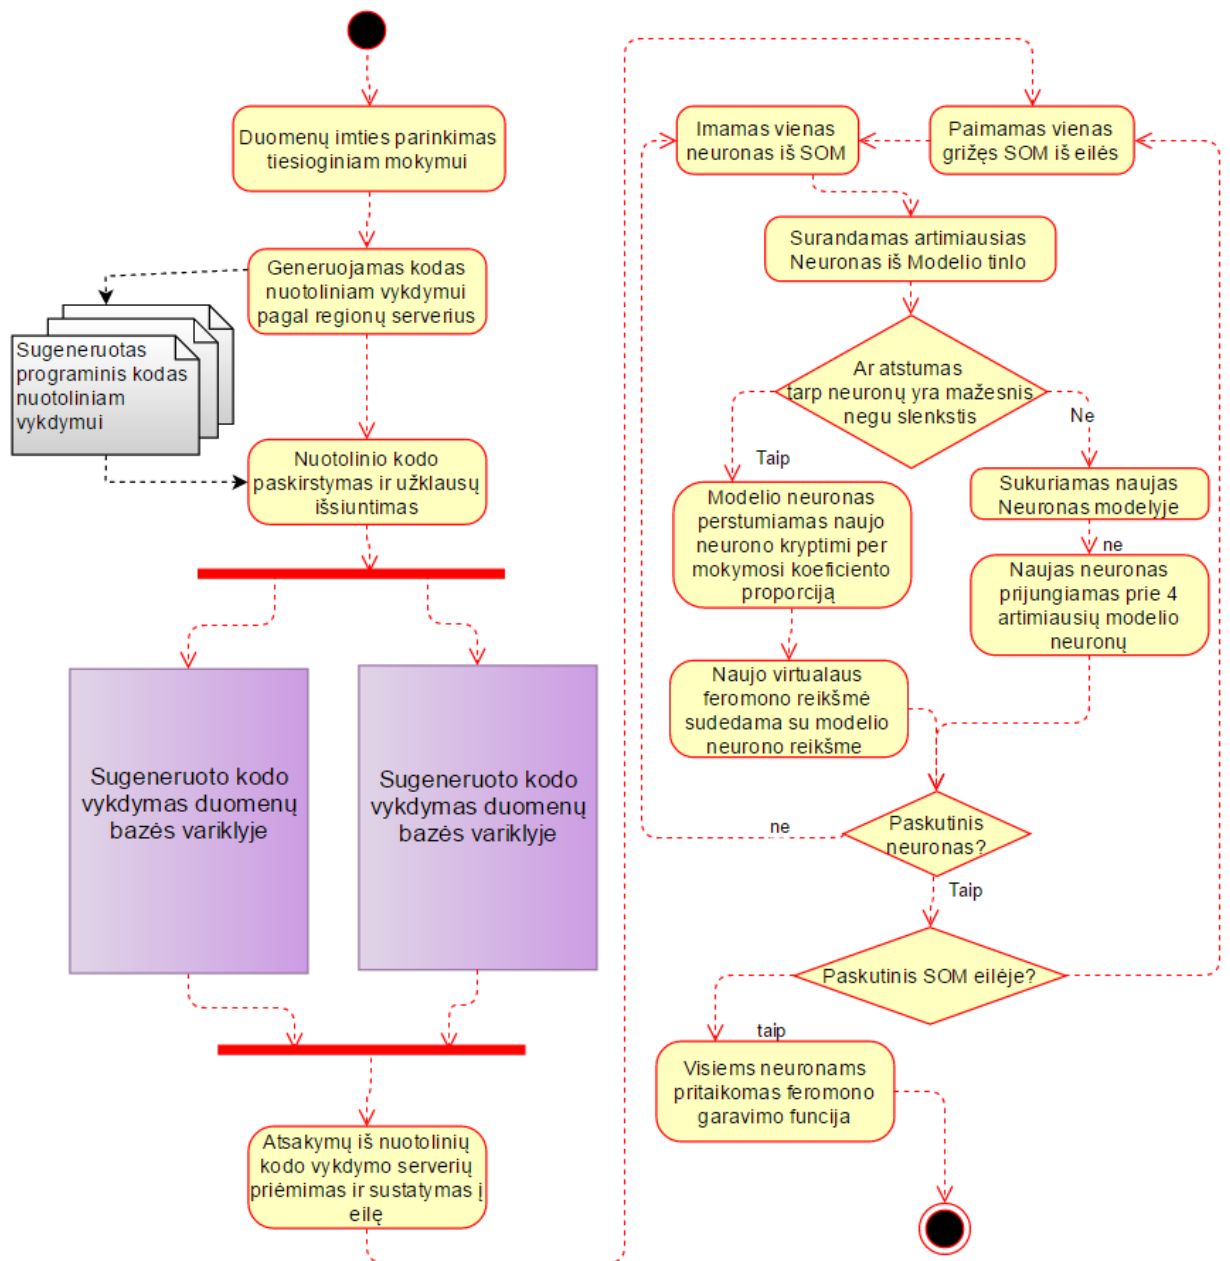 Duomenų imties parinkimas
tiesioginiam mokymui
Generuojamas kodas
nuotoliniam vykdymui
pagal regionų serverius
Sugeneruotas
programinis kodas
nuotoliniam
vykdymui
Nuotolinio kodo
paskirstymas ir užklausų
išsiuntimas
Sugeneruoto kodo
vykdymas duomenų
bazės variklyje
Sugeneruoto kodo
vykdymas duomenų
bazės variklyje
Atsakymų iš nuotolinių
kodo vykdymo serverių
priėmimas ir sustatymas į
eilę
Paimamas vienas
grižęs SOM iš eilės
Imamas vienas
neuronas iš SOM
Surandamas artimiausias
Neuronas iš Modelio tinlo
Ar atstumas
tarp neuronų yra mažesnis
negu slenkstis
Taip
Ne
Modelio neuronas
perstumiamas naujo
neurono kryptimi per
mokymosi koeficiento
proporciją
Sukuriamas naujas
Neuronas modelyje
ne
Naujas neuronas
prijungiamas prie 4
artimiausių modelio
neuronų
Naujo virtualaus
feromono reikšmė
sudedama su modelio
neurono reikšme
Paskutinis
neuronas?
ne
Taip
Paskutinis SOM eilėje?
taip
Visiems neuronams
pritaikomas feromono
garavimo funcija